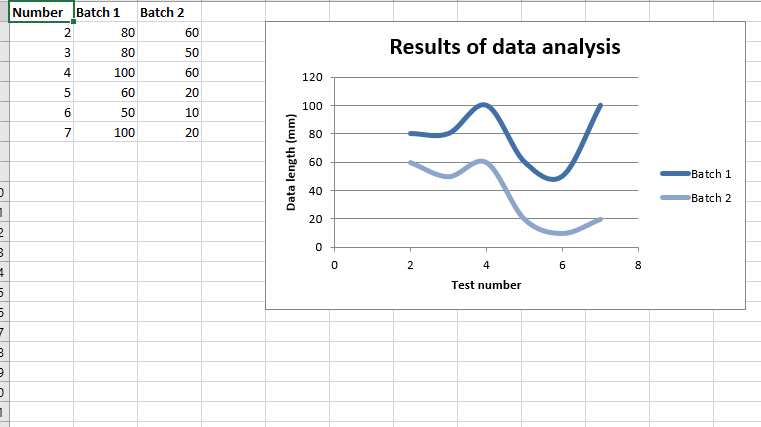 Number Batch 1 Batch 2
2 80 60
3 80 50
4 100 60
5 60 20
6 50 10
7 100 20
Results of data analysis
120
100
80
60
40
20
0
Data length (mm)
0 2 4 6 8
Test number
Batch 1
Batch 2